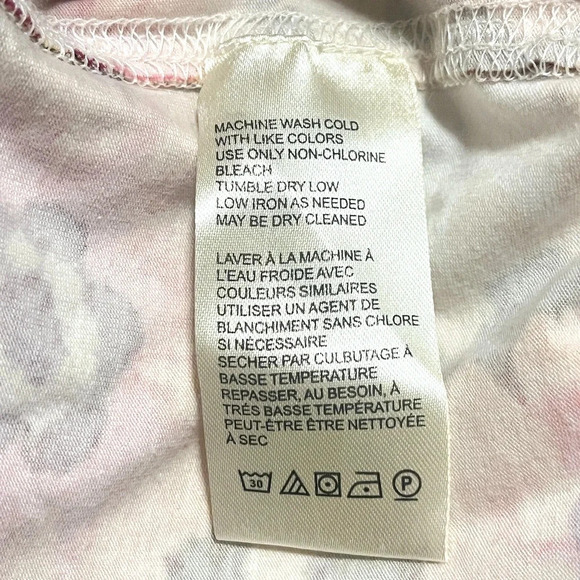 MACHINE WASH COLD
WITH LIKE COLORS
USE ONLY NON-CHLORINE
BLEACH
TUMBLE DRY LOW
LOW IRON AS NEEDED
MAY BE DRY CLEANED
LAVER À LA MACHINE À
L'EAU FROIDE AVEC
COULEURS SIMILAIRES
UTILISER UN AGENT DE
BLANCHIMENT SANS CHLORE
SI NÉCESSAIRE
SECHER PAR CULBUTAGE À
BASSE TEMPERATURE
REPASSER, AU BESOIN, À
TRÈS BASSE TEMPÉRATURE
PEUT-ÊTRE ÊTRE NETTOYÉE
À SEC
30 P